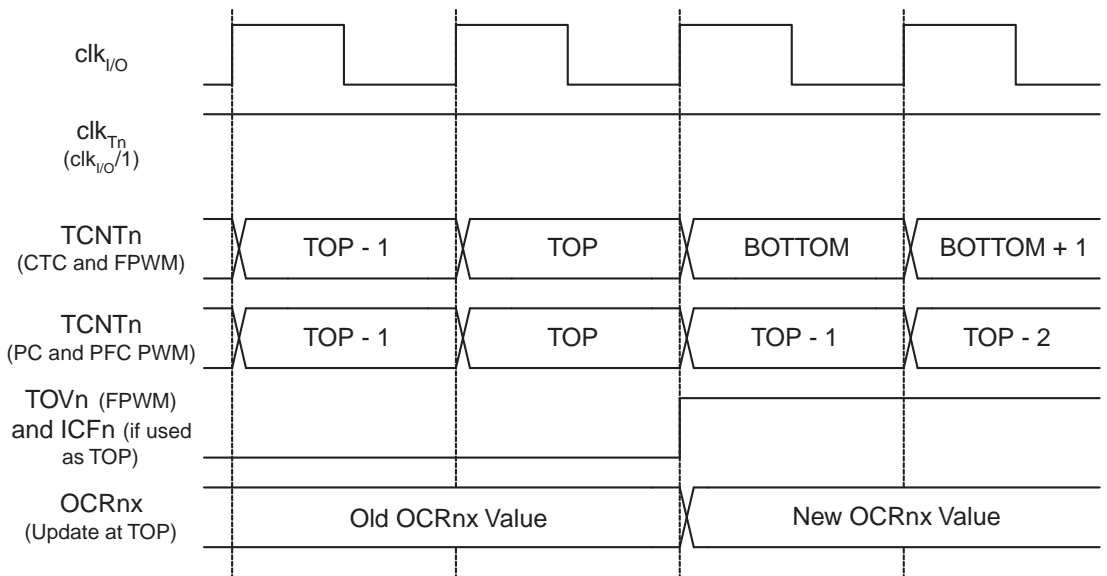 clkI/O
clkTn
(clkI/O/1)
TCNTn
(CTC and FPWM)
TOP - 1
TOP
BOTTOM
BOTTOM + 1
TCNTn
(PC and PFC PWM)
TOP - 1
TOP
TOP - 1
TOP - 2
TOVn (FPWM)
and ICFn (if used
as TOP)
OCRnx
(Update at TOP)
Old OCRnx Value
New OCRnx Value